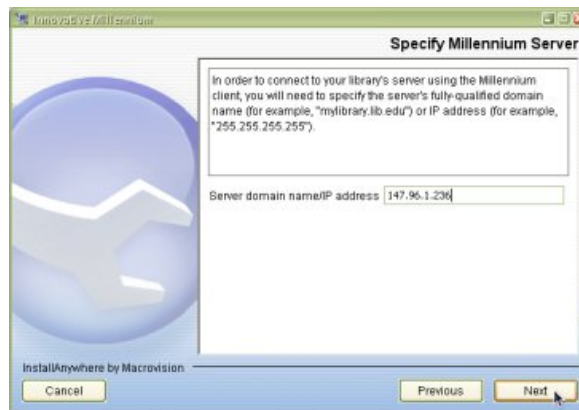 Innovative Millennium
Specify Millennium Server
In order to connect to your library's server using the Millennium
client, you will need to specify the server's fully-qualified domain
name (for example, "mylibrary.lib.edu") or IP address (for example,
"255.255.255.255").
Server domain name/IP address 147.96.1.236
InstallAnywhere by Macrovision
Cancel Previous Next